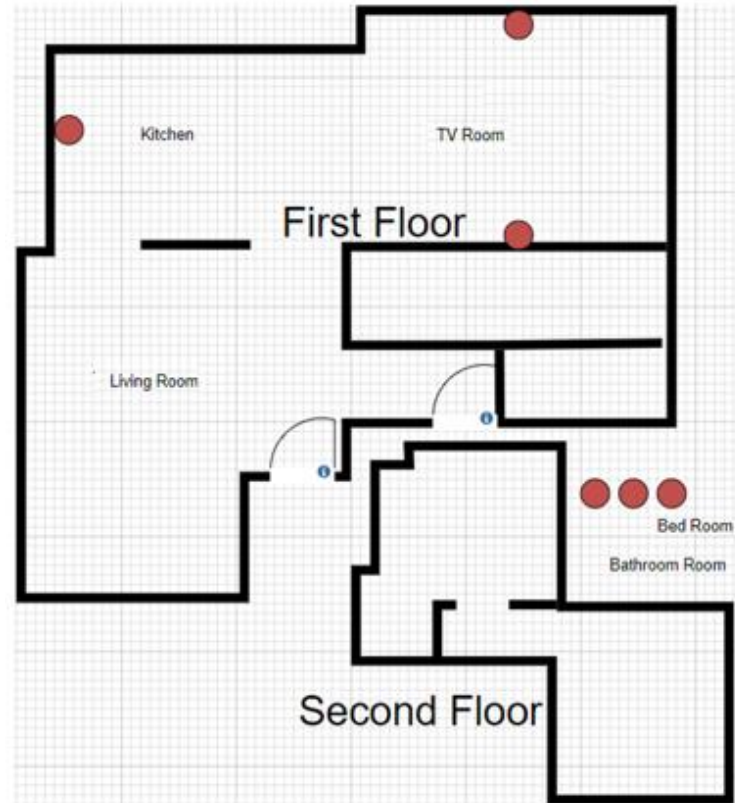 Kitchen
TV Room
First Floor
Living Room
Bed Room
Bathroom Room
Second Floor